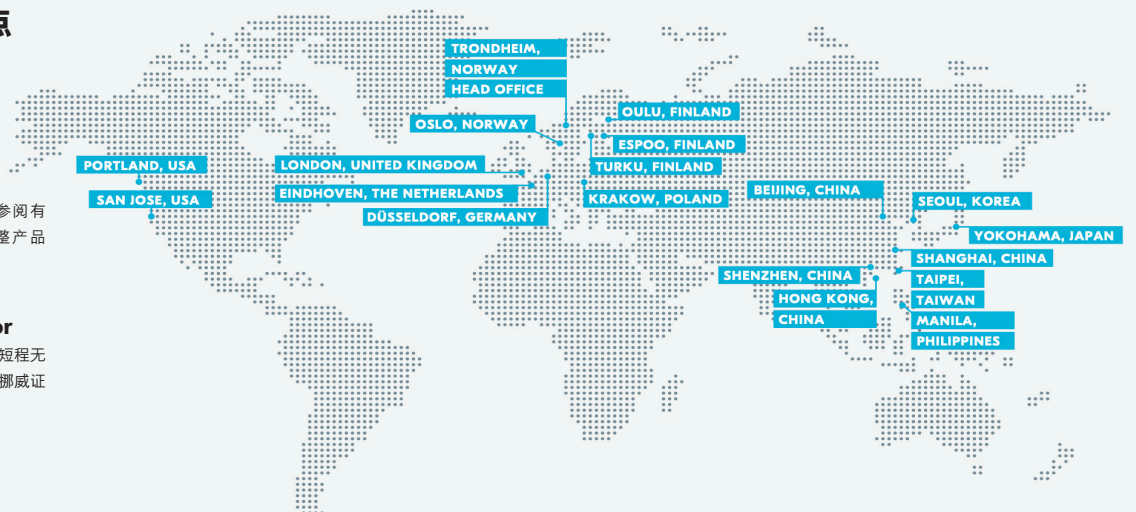 点
参阅有
整产品
or
短程无
挪威证
TRONDHEIM,
NORWAY
HEAD OFFICE
OSLO, NORWAY
OULU, FINLAND
ESPOO, FINLAND
TURKU, FINLAND
KRAKOW, POLAND
LONDON, UNITED KINGDOM
EINDHOVEN, THE NETHERLANDS
DÜSSELDORF, GERMANY
PORTLAND, USA
SAN JOSE, USA
BEIJING, CHINA
SEOUL, KOREA
YOKOHAMA, JAPAN
SHANGHAI, CHINA
SHENZHEN, CHINA
HONG KONG,
CHINA
TAIPEI,
TAIWAN
MANILA,
PHILIPPINES